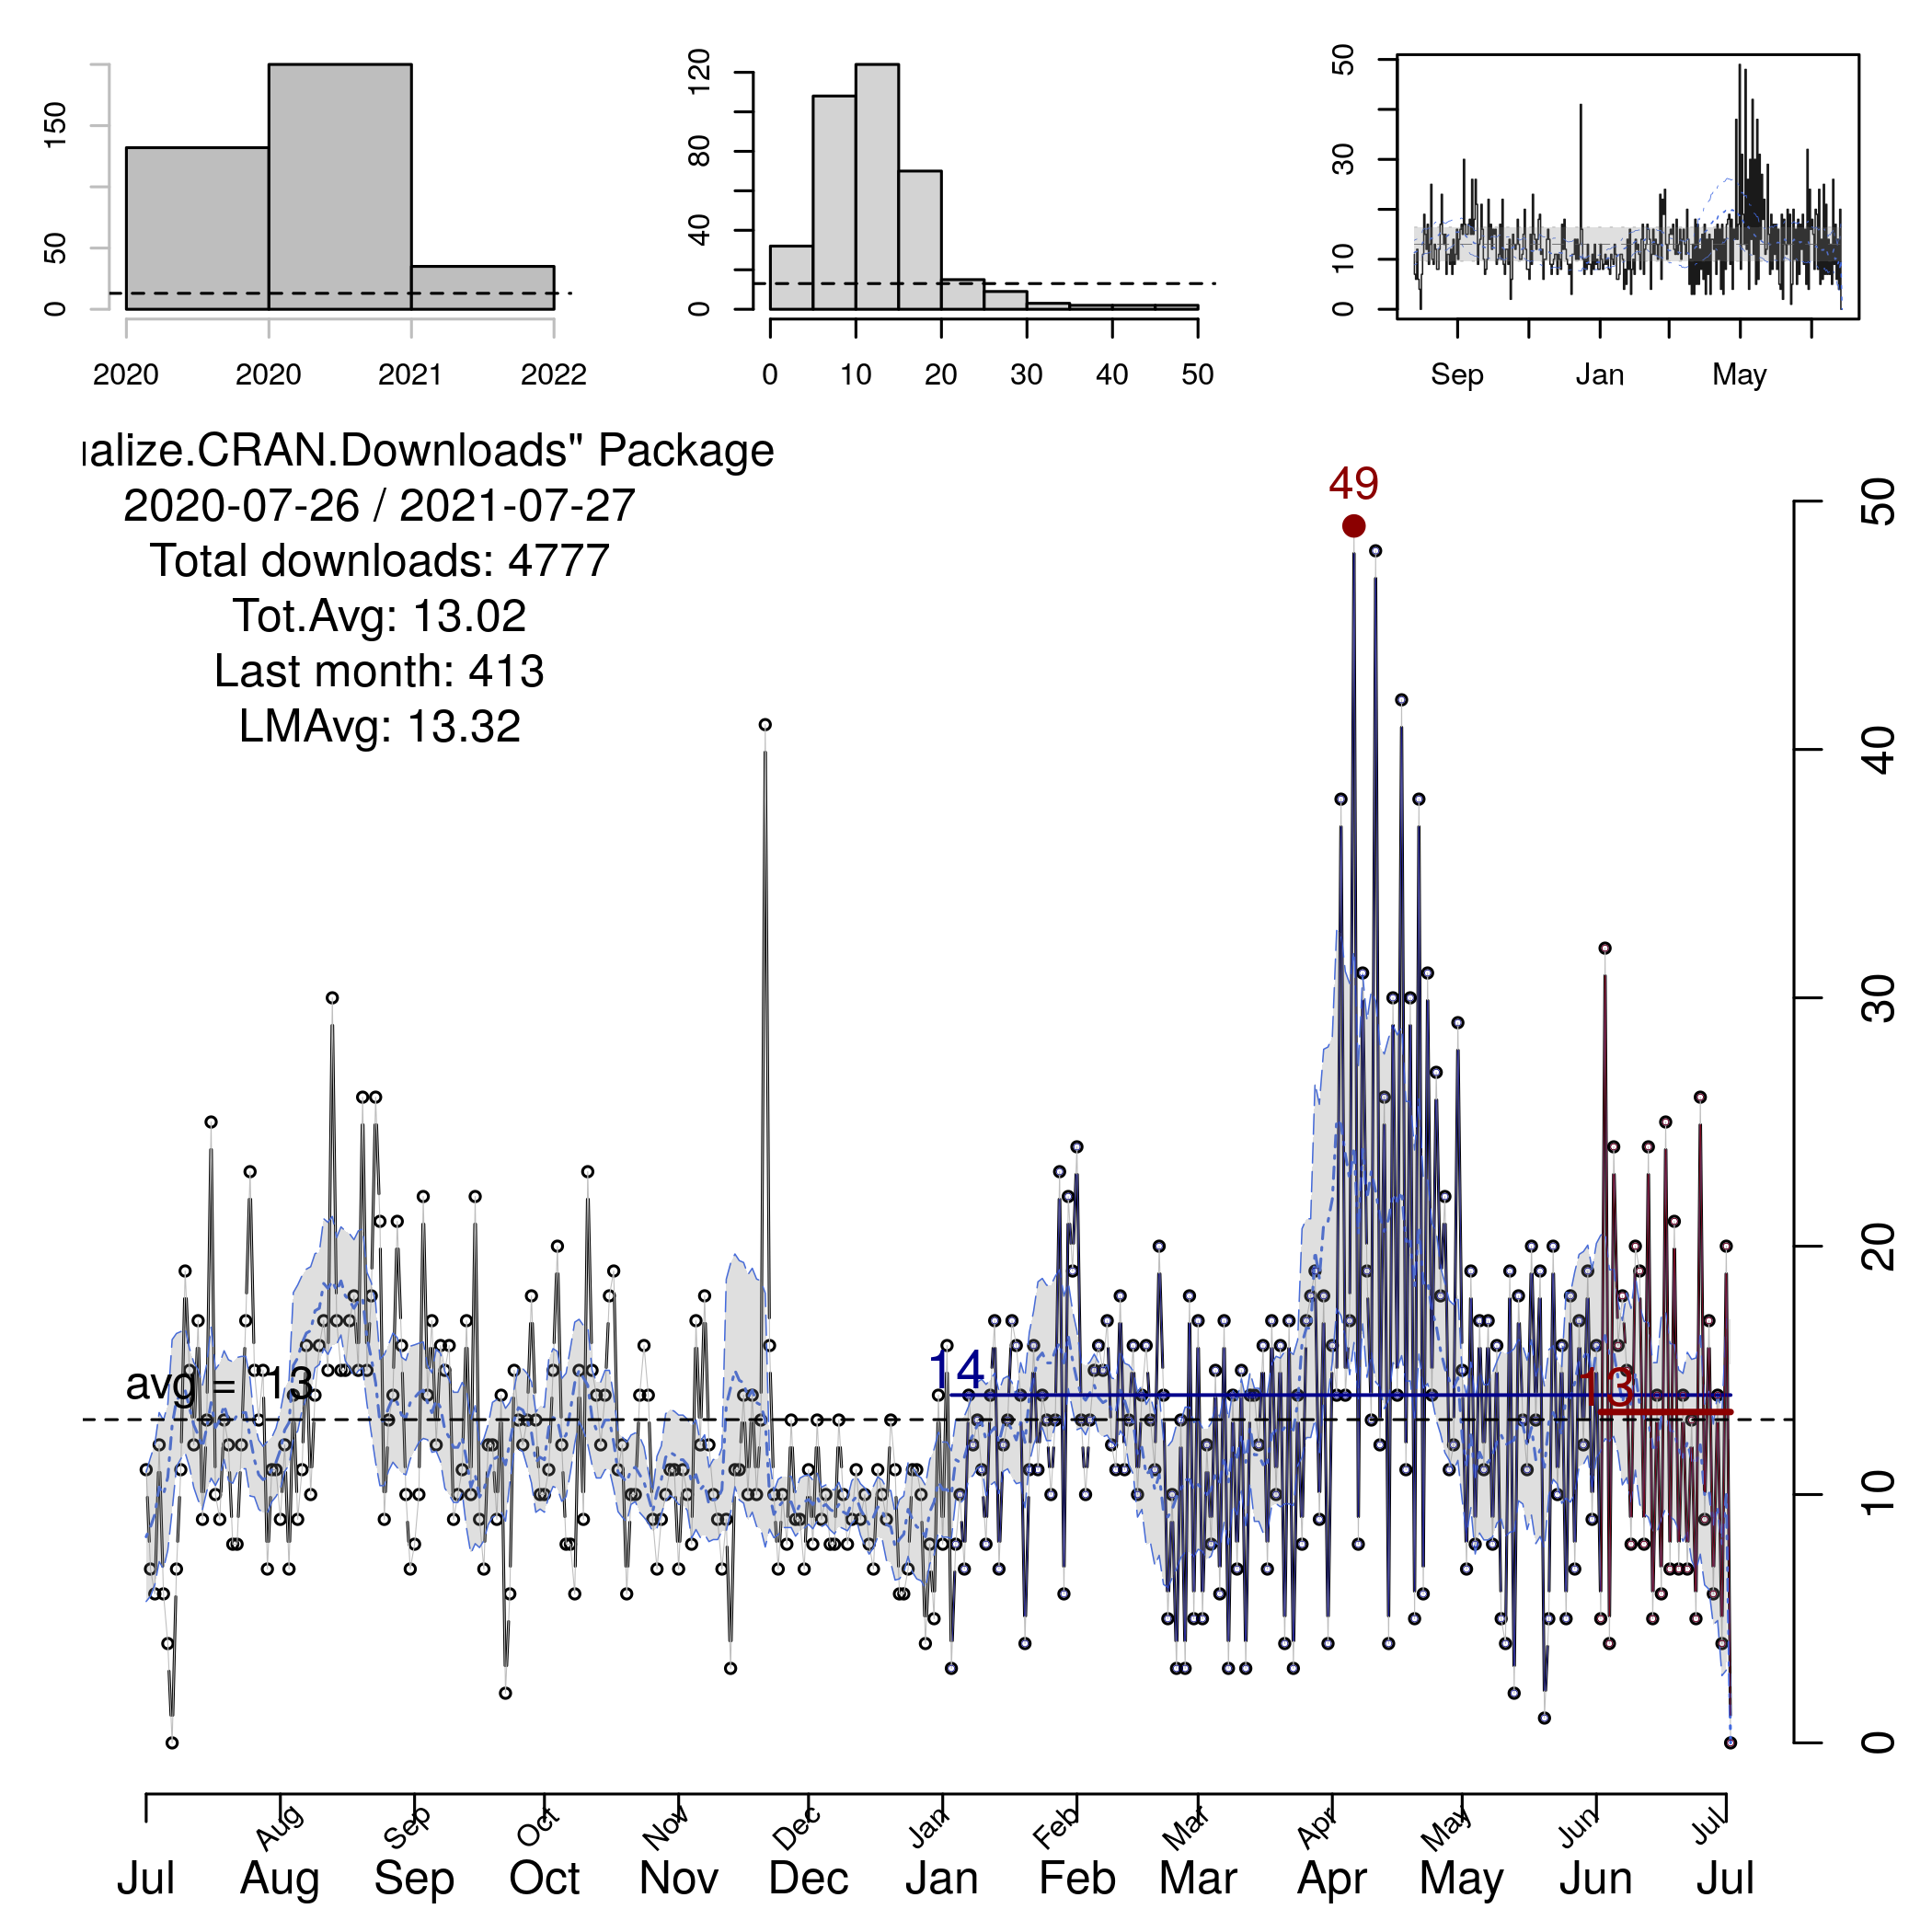 0 50 150
2020 2020 2021 2022
0 40 80 120
0 10 20 30 40 50
0 10 30 50
Sep Jan May
alize.CRAN.Downloads" Package
2020-07-26 / 2021-07-27
Total downloads: 4777
Tot.Avg: 13.02
Last month: 413
LMAvg: 13.32
49
avg = 13
14
13
50
40
30
20
10
0
Aug Sep Oct Nov Dec Jan Feb Mar Apr May Jun Jul
Jul Aug Sep Oct Nov Dec Jan Feb Mar Apr May Jun Jul